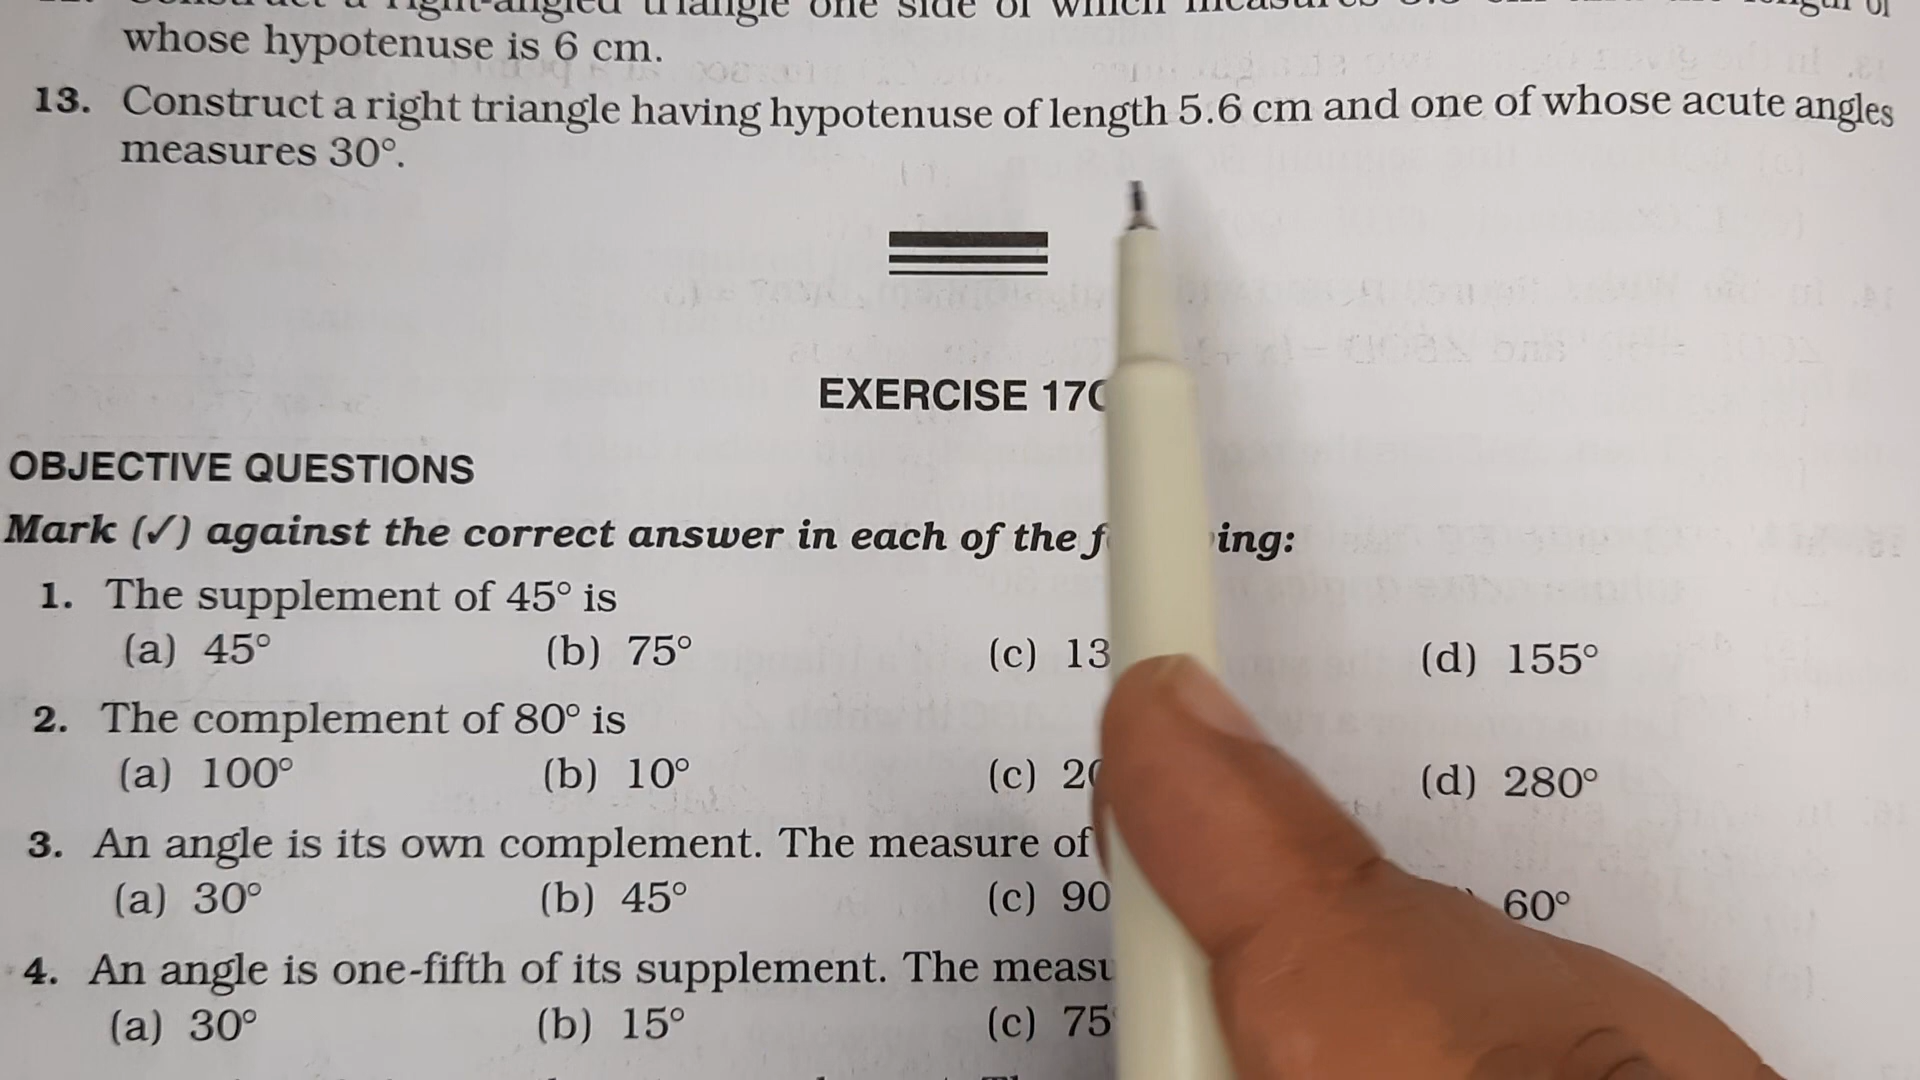 whose hypotenuse is 6 cm.
13. Construct a right triangle having hypotenuse of length 5.6 cm and one of whose acute angles
measures 30°.
EXERCISE 17
OBJECTIVE QUESTIONS
Mark (✓) against the correct answer in each of the
1. The supplement of 45° is
(a) 45° (b) 75° (c) 13 (d) 155°
2. The complement of 80° is
(a) 100° (b) 10° (c) 2 (d) 280°
3. An angle is its own complement. The measure of
(a) 30° (b) 45° (c) 90 60°
4. An angle is one-fifth of its supplement. The
(a) 30° (b) 15° (c) 75